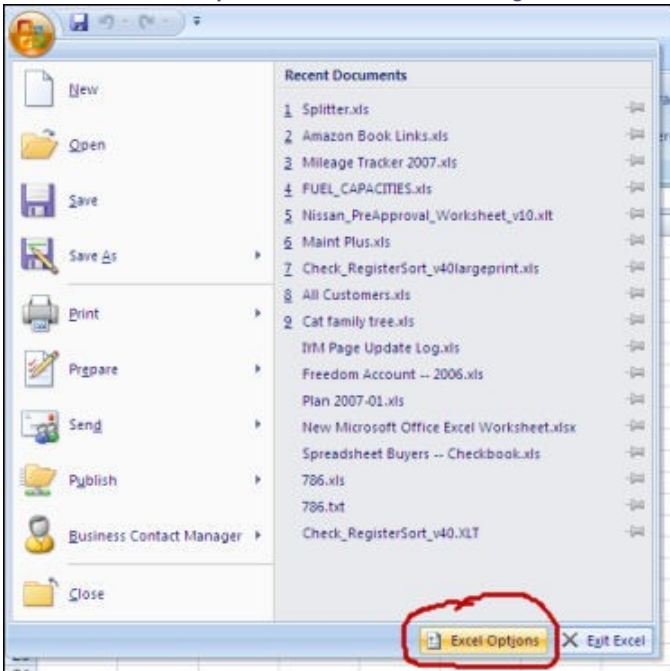 New
Open
Save
Save As
Print
Prepare
Send
Publish
Business Contact Manager
Close
Recent Documents
1 Splitter.xls
2 Amazon Book Links.xls
3 Mileage Tracker 2007.xls
4 FUEL_CAPACITIES.xls
5 Nissan_PreApproval_Worksheet_v10.xlt
6 Maint Plus.xls
7 Check_RegisterSort_v40largeprint.xls
8 All Customers.xls
9 Cat family tree.xls
IYM Page Update Log.xls
Freedom Account -- 2006.xls
Plan 2007-01.xls
New Microsoft Office Excel Worksheet.xlsx
Spreadsheet Buyers -- Checkbook.xls
786.xls
786.txt
Check_RegisterSort_v40.XLT
Excel Options
Exit Excel